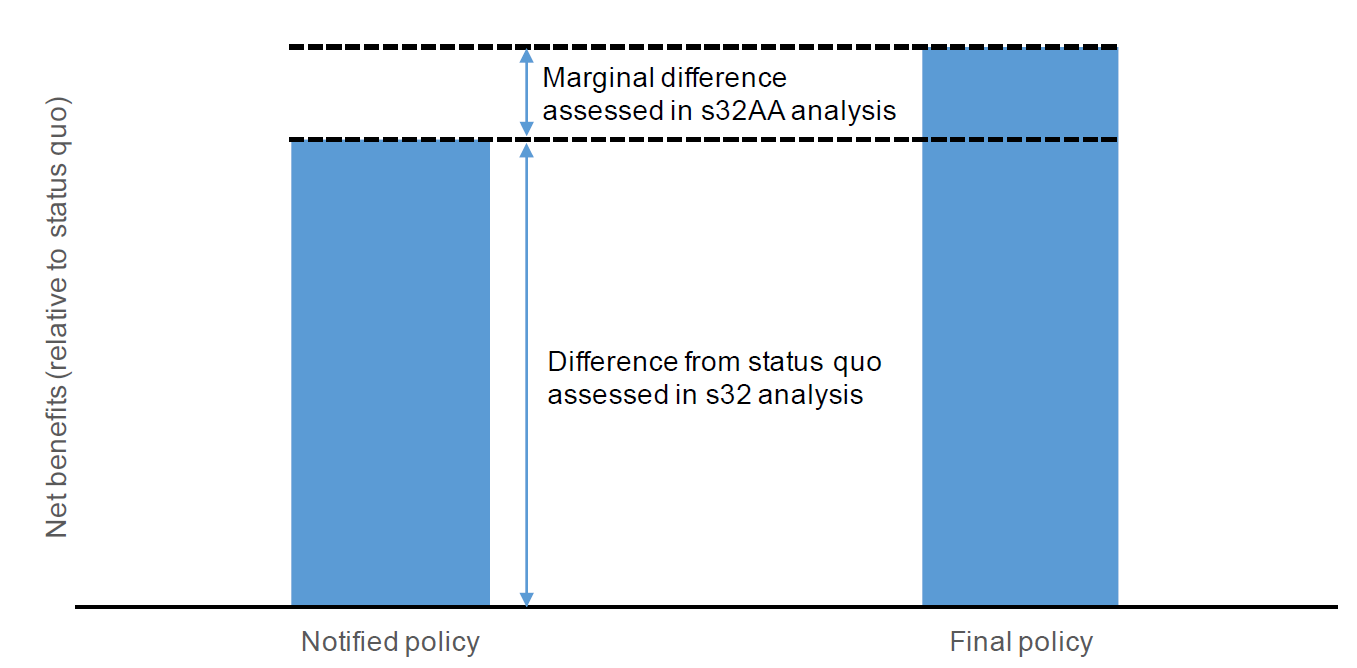 Net benefits (relative to status quo)
Marginal difference
assessed in s32AA analysis
Difference from status quo
assessed in s32 analysis
Notified policy
Final policy